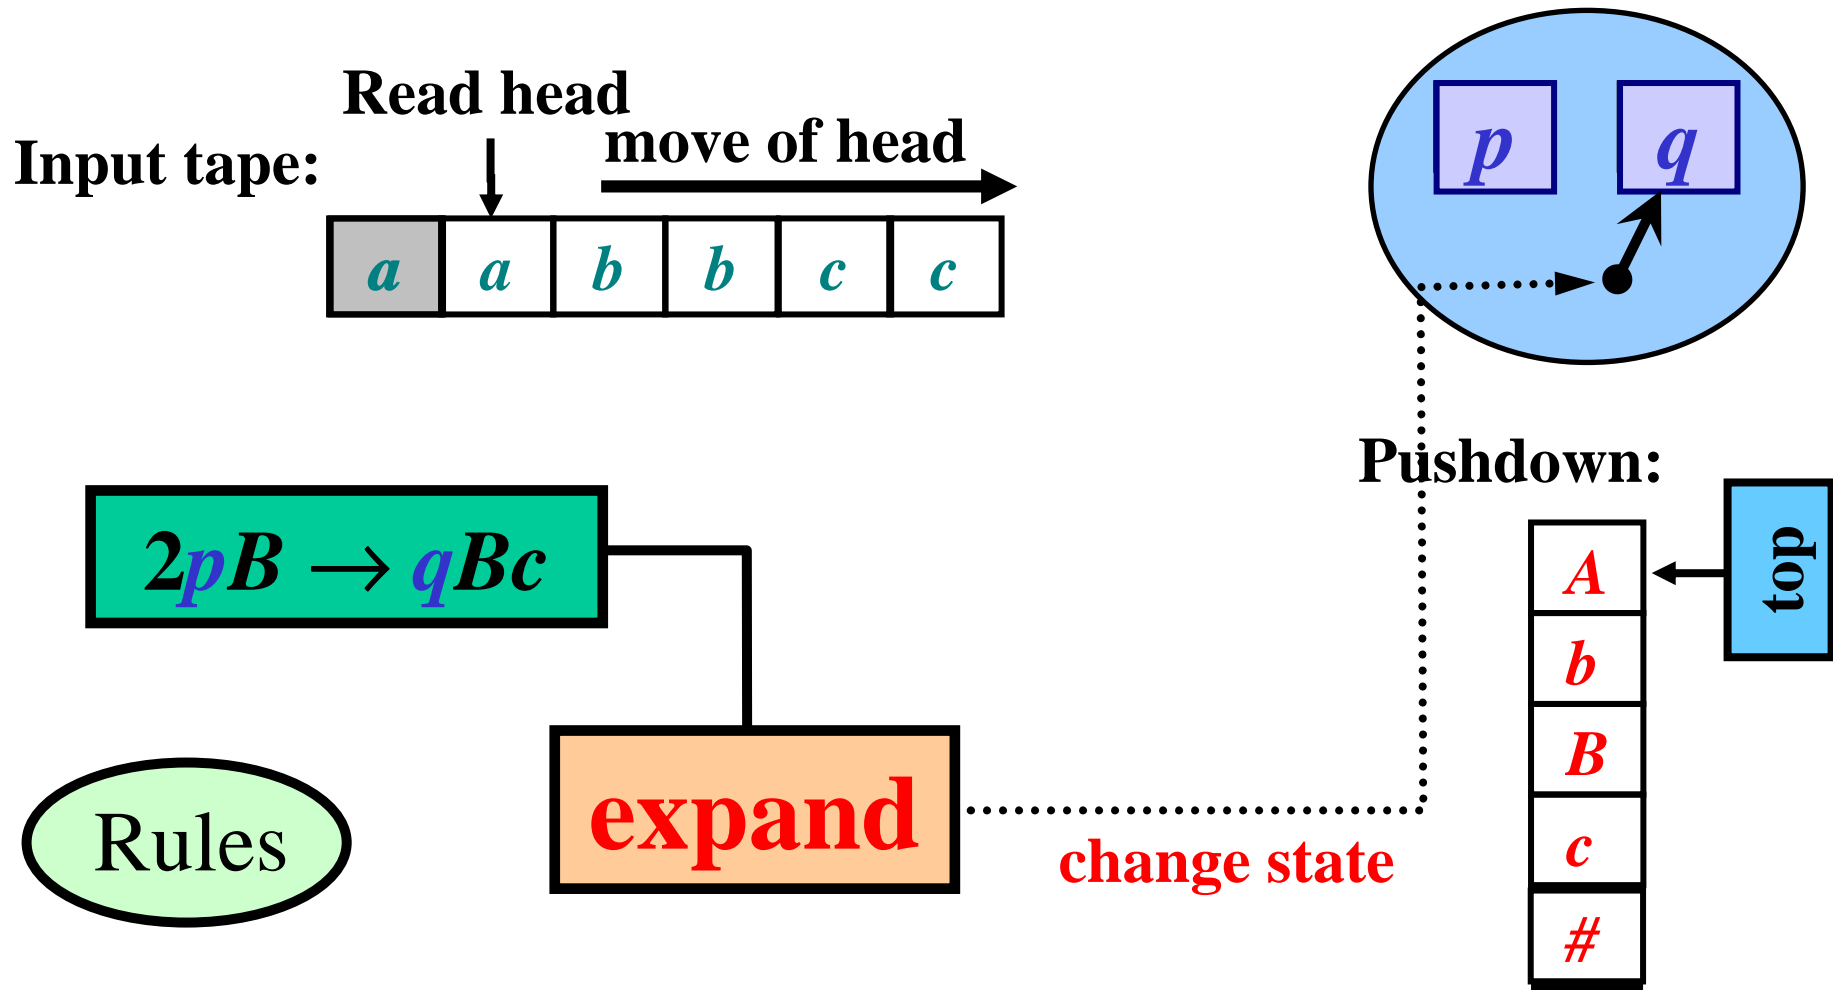 Read head
move of head
Input tape:
a a b b c c
p q
Pushdown:
2pB → qBc
top
A
b
B
c
#
expand
Rules
change state